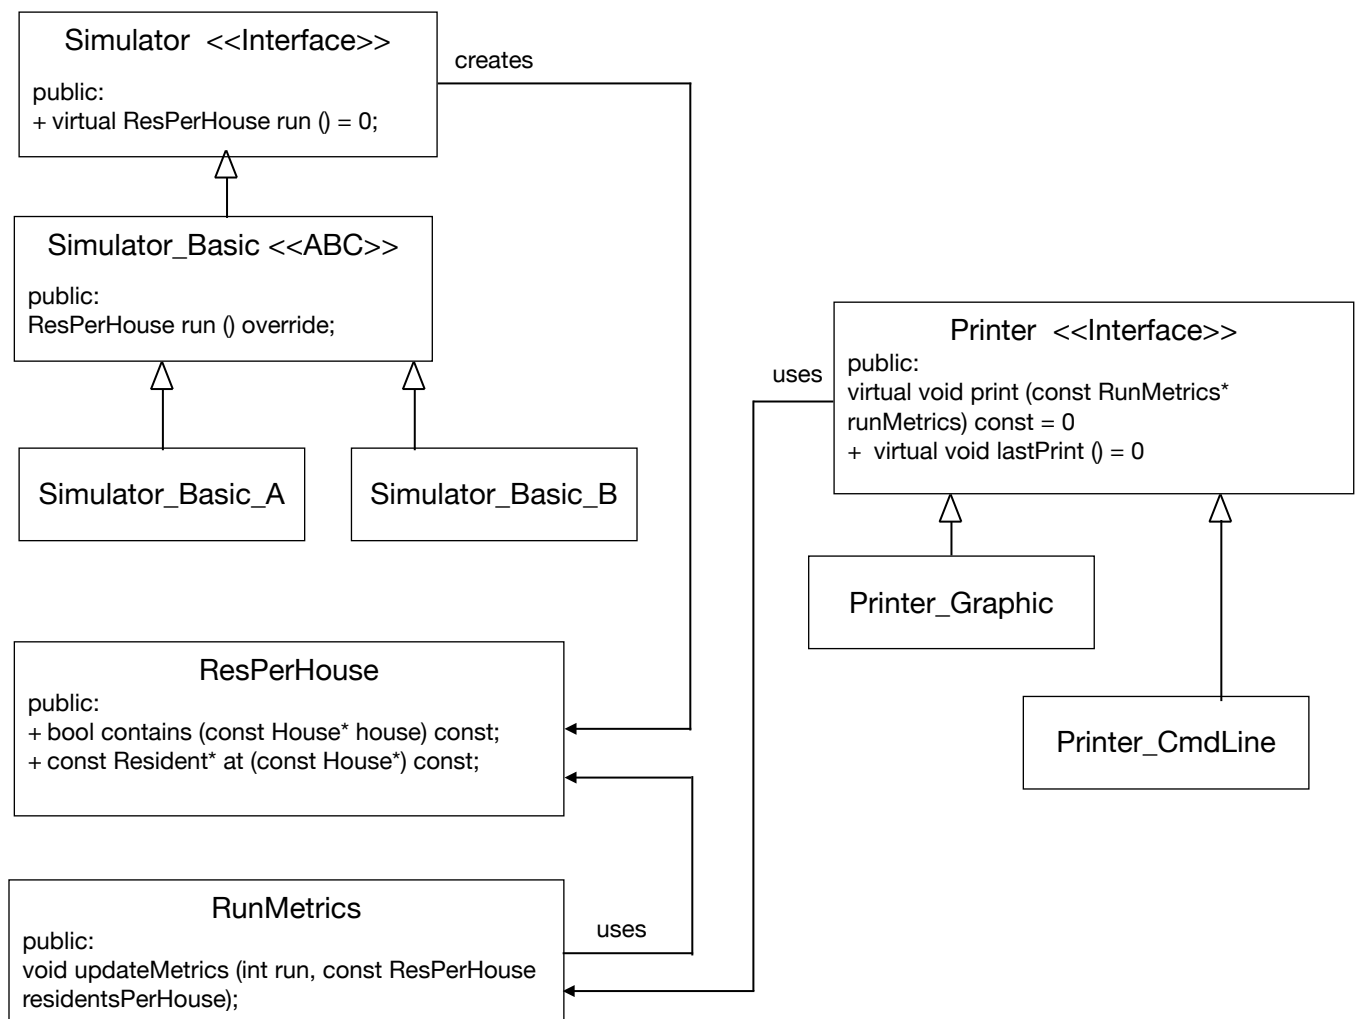 Simulator <<Interface>>
public:
+ virtual ResPerHouse run () = 0;
creates
Simulator_Basic <<ABC>>
public:
ResPerHouse run () override;
Simulator_Basic_A
Simulator_Basic_B
uses
Printer <<Interface>>
public:
virtual void print (const RunMetrics*
runMetrics) const = 0
+ virtual void lastPrint () = 0
Printer_Graphic
Printer_CmdLine
ResPerHouse
public:
+ bool contains (const House* house) const;
+ const Resident* at (const House*) const;
RunMetrics
public:
void updateMetrics (int run, const ResPerHouse
residentsPerHouse);
uses